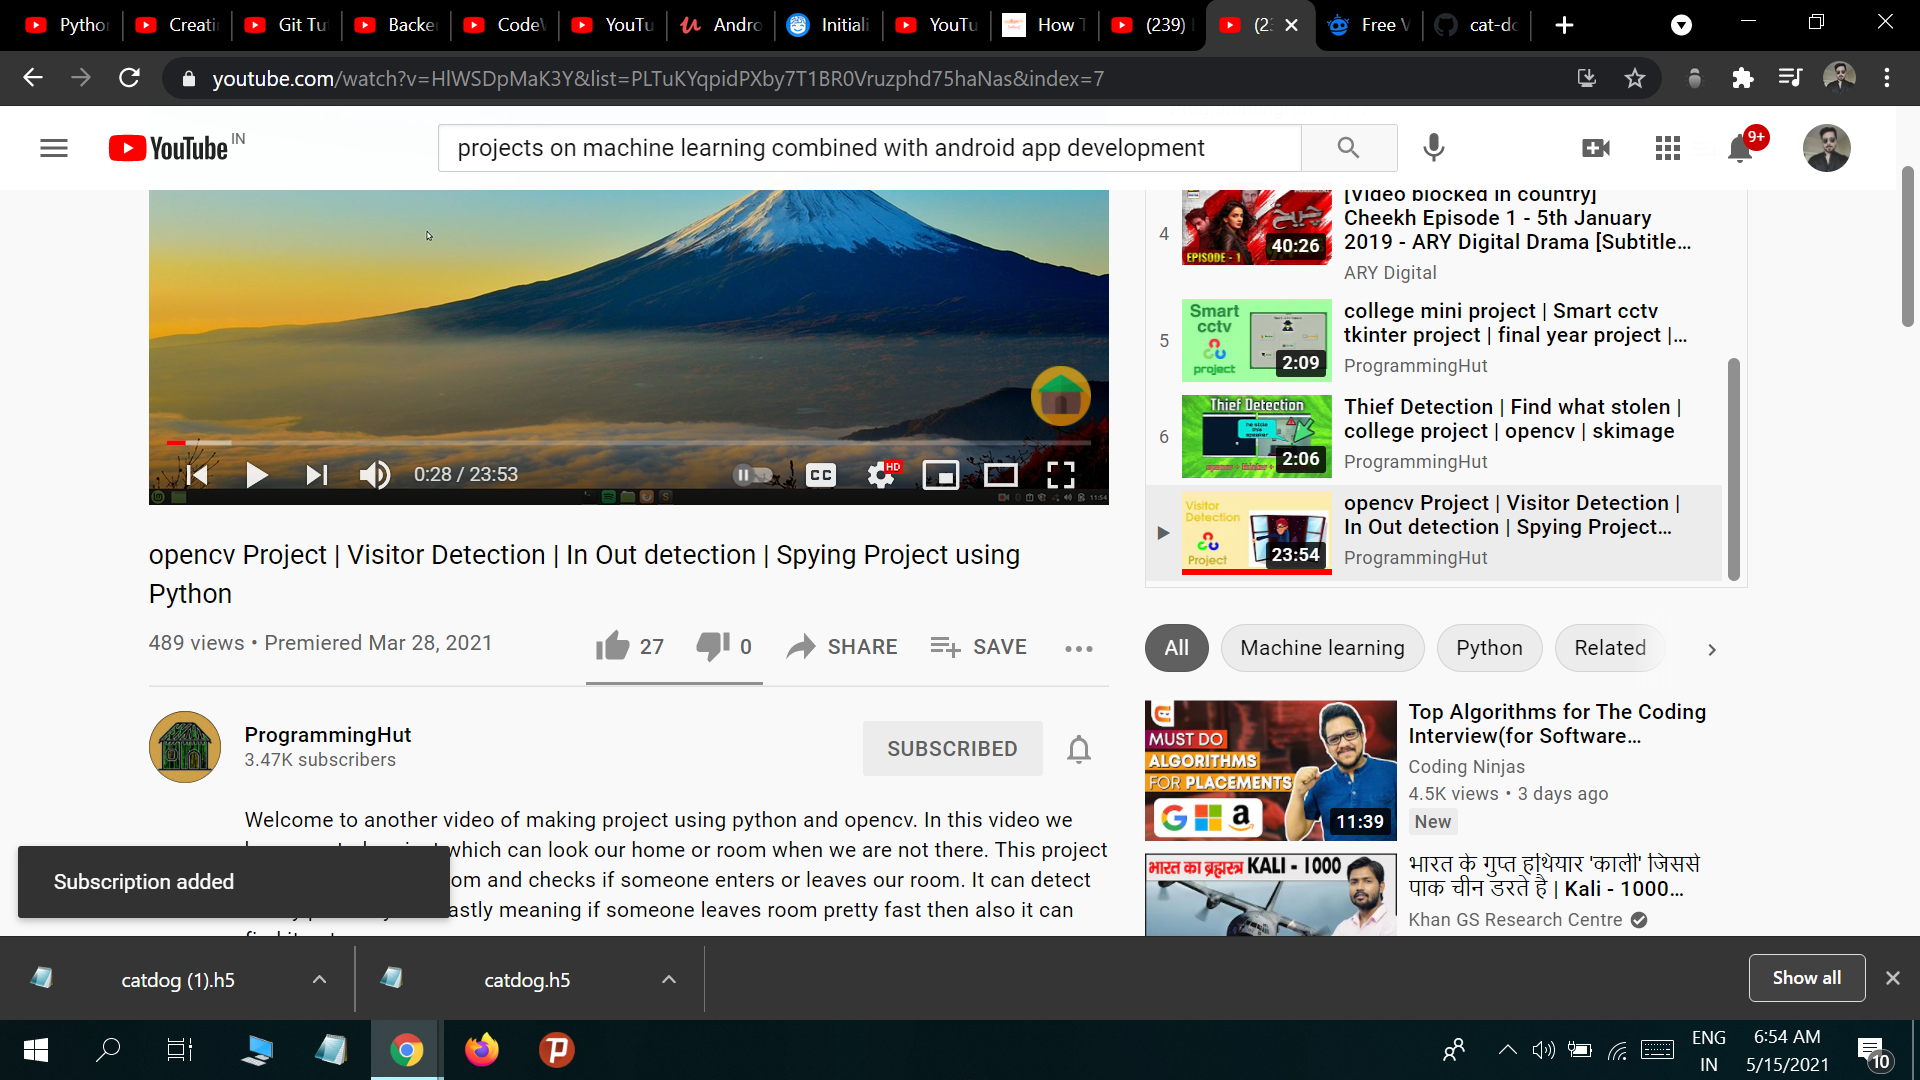 Pytho
Creati
Git Tu
Backe
CodeV
YouTu
Andro
Initiali
YouTu
How T
(239)
(2
Free V
cat-do
youtube.com/watch?v=HlWSDpMaK3Y&list=PLTuKYqpidPXby7T1BR0Vruzphd75haNas&index=7
YouTube IN
projects on machine learning combined with android app development
9+
0:28 / 23:53
CC
HD
11:54
opencv Project | Visitor Detection | In Out detection | Spying Project using
Python
489 views • Premiered Mar 28, 2021
27
0
SHARE
SAVE
ProgrammingHut
3.47K subscribers
SUBSCRIBED
Welcome to another video of making project using python and opencv. In this video we
which can look our home or room when we are not there. This project
om and checks if someone enters or leaves our room. It can detect
astly meaning if someone leaves room pretty fast then also it can
Subscription added
4
EPISODE - 1
40:26
[Video blocked in country]
Cheekh Episode 1 - 5th January
2019 - ARY Digital Drama [Subtitle...
ARY Digital
5
Smart
cctv
project
2:09
college mini project | Smart cctv
tkinter project | final year project |...
ProgrammingHut
6
Thief Detection
2:06
Thief Detection | Find what stolen |
college project | opencv | skimage
ProgrammingHut
Visitor
Detection
Project
23:54
opencv Project | Visitor Detection |
In Out detection | Spying Project...
ProgrammingHut
All
Machine learning
Python
Related
MUST DO
ALGORITHMS
FOR PLACEMENTS
11:39
Top Algorithms for The Coding
Interview(for Software...
Coding Ninjas
4.5K views • 3 days ago
New
भारत का ब्रह्मास्त्र KALI - 1000
भारत के गुप्त हथियार 'काली' जिससे
पाक चीन डरते है | Kali - 1000...
Khan GS Research Centre
catdog (1).h5
catdog.h5
Show all
ENG
IN
6:54 AM
5/15/2021
10